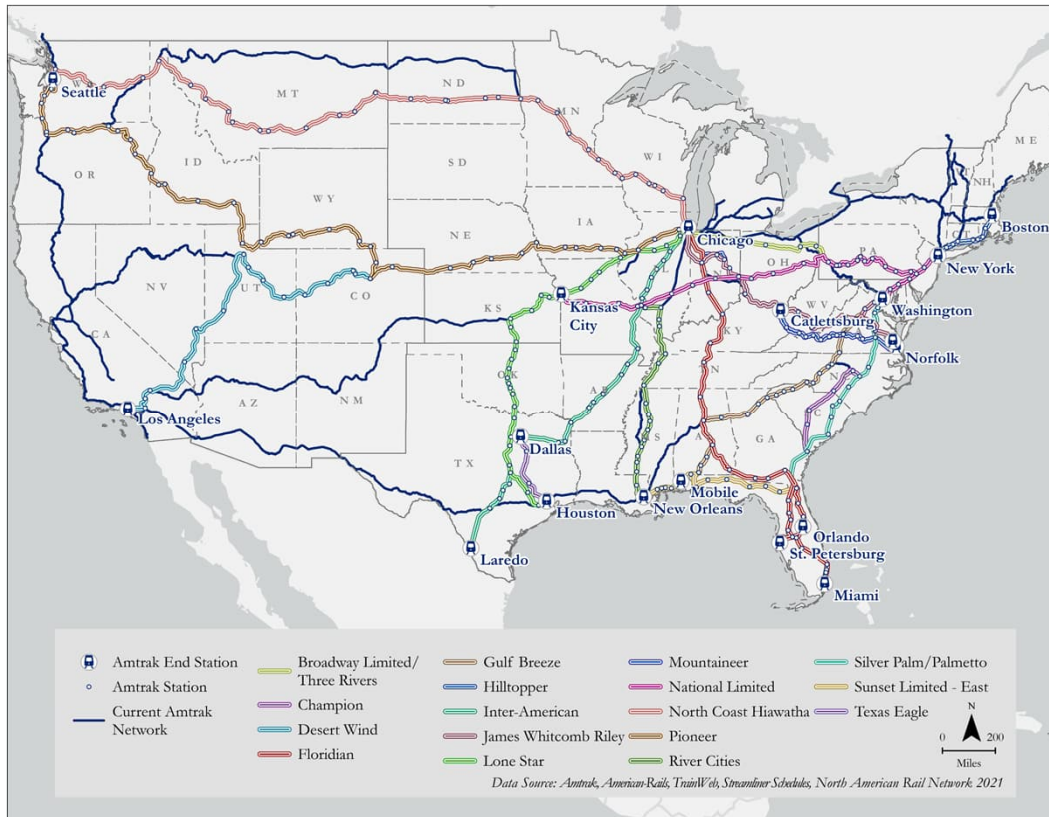 Seattle
W
MT
ND
MN
ME
OR
ID
SD
WI
NH
WY
Boston
IA
NE
Chicago
PA
New York
OH
NV
UT
CO
Kansas
City
Washington
WV
Catlettsburg
KS
CA
KY
Norfolk
OK
N
Los Angeles
AZ
NM
AR
Dallas
GA
TX
Mobile
Houston
New Orleans
Orlando
St. Petersburg
Laredo
Miami
Amtrak End Station
Amtrak Station
Current Amtrak
Network
Broadway Limited/
Three Rivers
Champion
Desert Wind
Floridian
Gulf Breeze
Hilltopper
Inter-American
James Whitcomb Riley
Lone Star
Mountaineer
National Limited
North Coast Hiawatha
Pioneer
River Cities
Silver Palm/Palmetto
Sunset Limited - East
Texas Eagle
N
0 200
Miles
Data Source: Amtrak, American-Rails, TrainWeb, Streamliner Schedules, North American Rail Network 2021